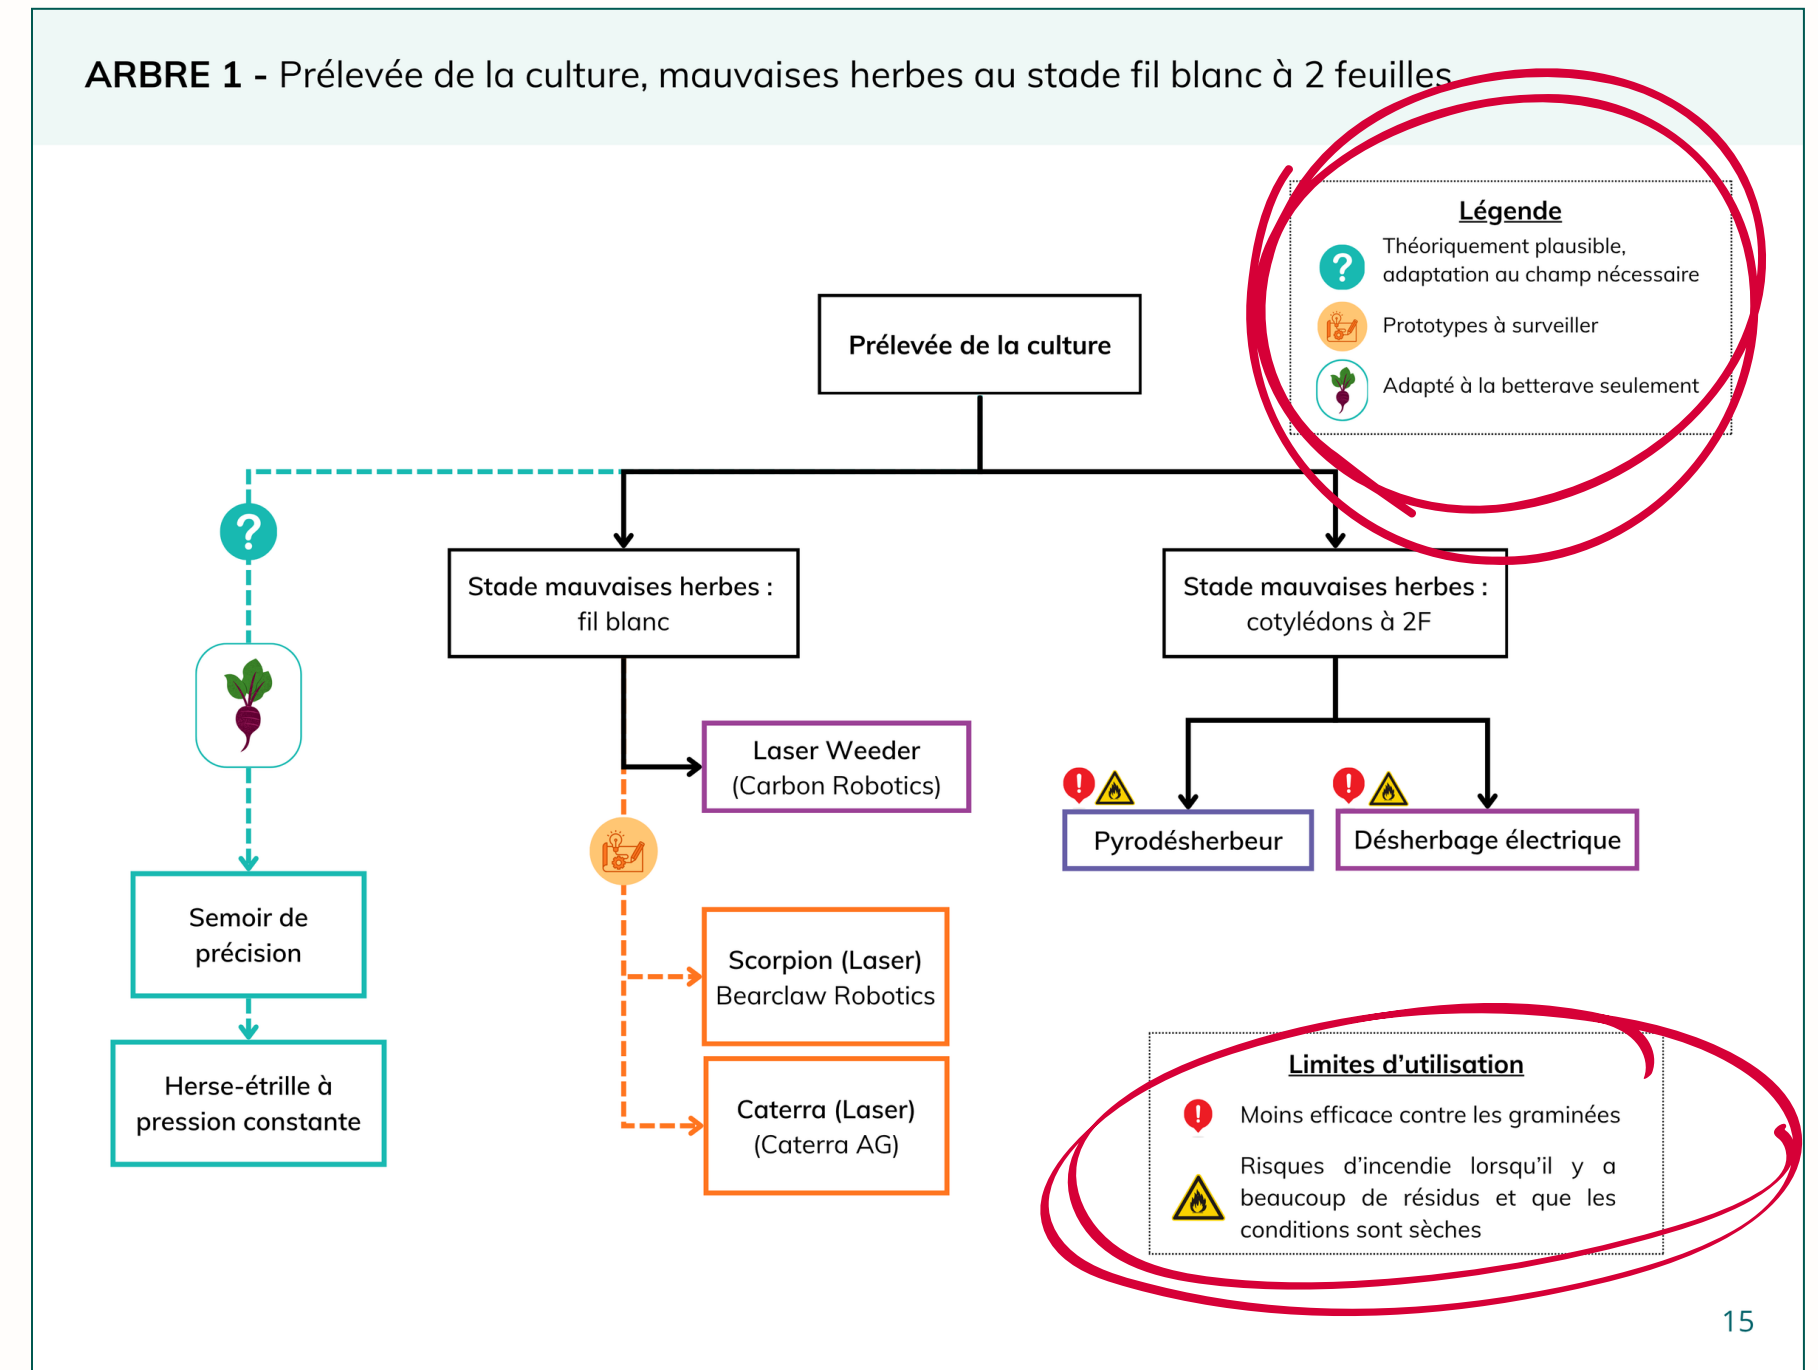 ARBRE 1 - Prélevée de la culture, mauvaises herbes au stade fil blanc à 2 feuilles
Légende
?
Théoriquement plausible,
adaptation au champ nécessaire
Prototypes à surveiller
Adapté à la betterave seulement
Prélevée de la culture
?
Stade mauvaises herbes :
fil blanc
Stade mauvaises herbes :
cotylédons à 2F
Laser Weeder
(Carbon Robotics)
!
Pyrodésherbeur
!
Désherbage électrique
Semoir de
précision
Scorpion (Laser)
Bearclaw Robotics
Herse-étrille à
pression constante
Caterra (Laser)
(Caterra AG)
Limites d’utilisation
!
Moins efficace contre les graminées
Risques d’incendie lorsqu’il y a
beaucoup de résidus et que les
conditions sont sèches
15